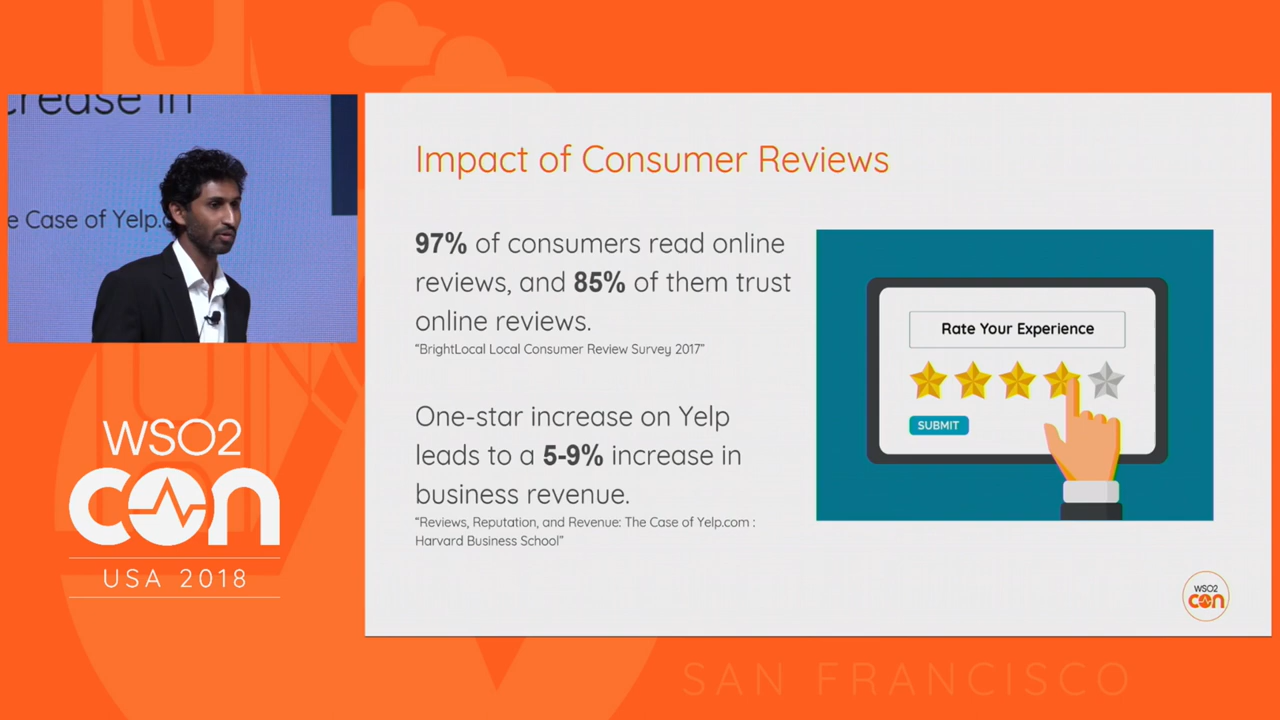 crease in
e Case of Yelp.c
WSO2
CON
USA 2018
Impact of Consumer Reviews
97% of consumers read online
reviews, and 85% of them trust
online reviews.
“BrightLocal Local Consumer Review Survey 2017”
One-star increase on Yelp
leads to a 5-9% increase in
business revenue.
“Reviews, Reputation, and Revenue: The Case of Yelp.com :
Harvard Business School”
Rate Your Experience
SUBMIT
WSO2
CON
SAN FRANCISCO